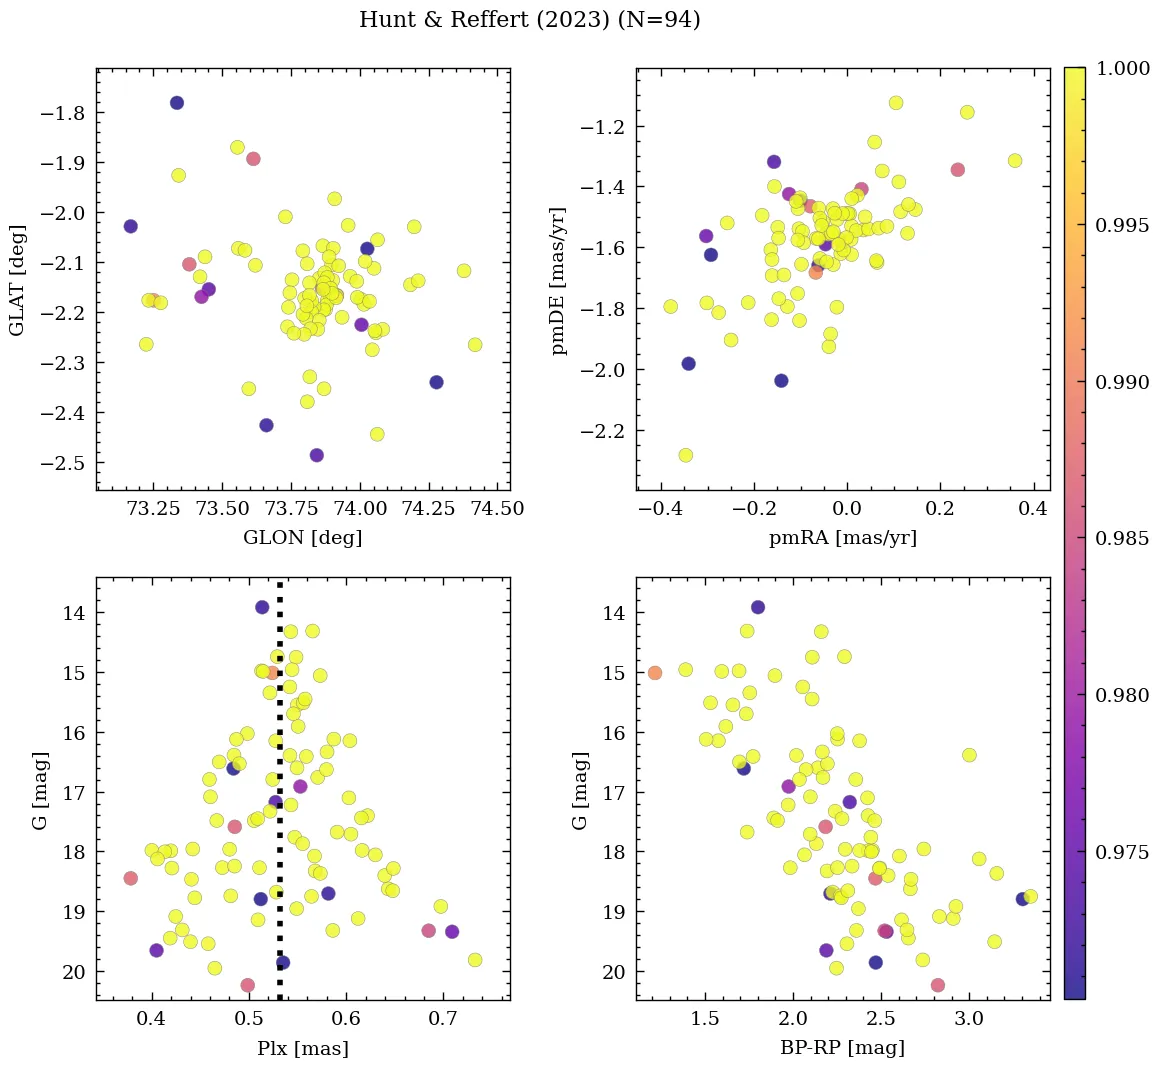 Hunt & Reffert (2023) (N=94)
−1.8
−1.9
−2.0
−2.1
−2.2
−2.3
−2.4
−2.5
GLAT [deg]
73.25 73.50 73.75 74.00 74.25 74.50
GLON [deg]
−1.2
−1.4
−1.6
−1.8
−2.0
−2.2
pmDE [mas/yr]
−0.4 −0.2 0.0 0.2 0.4
pmRA [mas/yr]
1.000
0.995
0.990
0.985
0.980
0.975
14
15
16
17
18
19
20
G [mag]
0.4 0.5 0.6 0.7
Plx [mas]
14
15
16
17
18
19
20
G [mag]
1.5 2.0 2.5 3.0
BP-RP [mag]